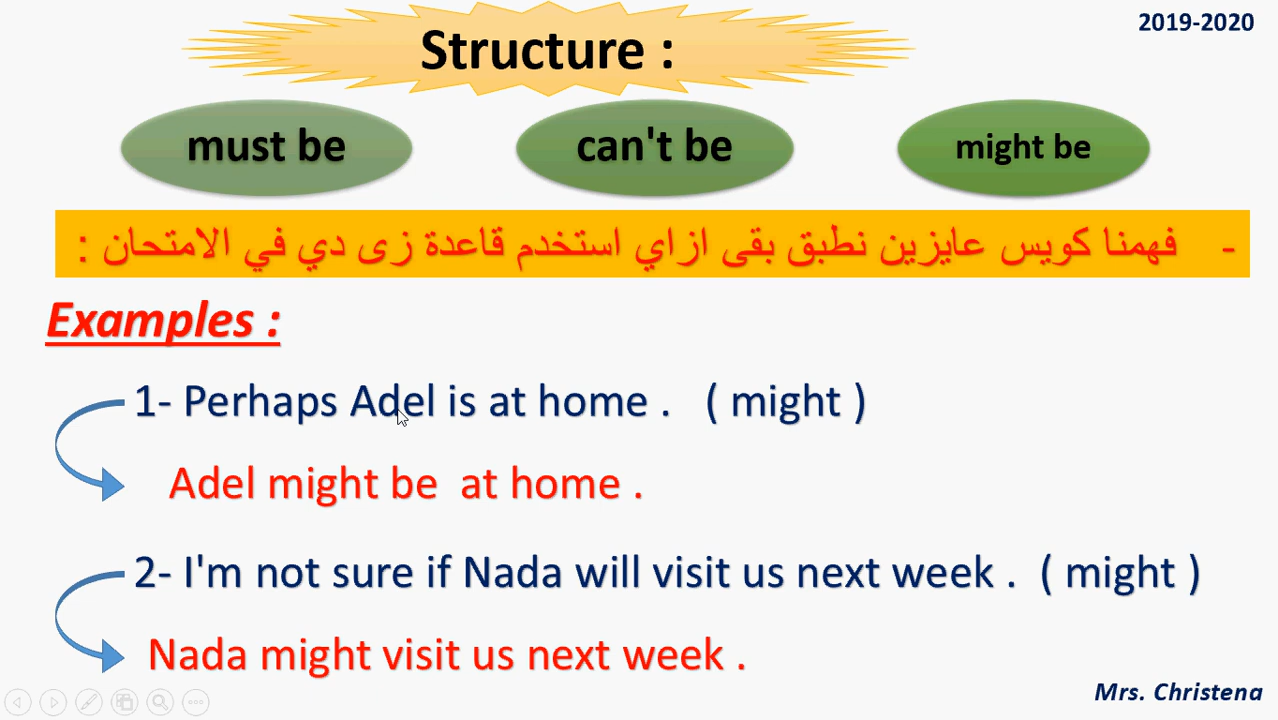 2019-2020
Structure :
must be
can't be
might be
- فهمنا كويس عايزين نطبق بقى ازاي استخدم قاعدة زى دي في الامتحان :
Examples :
1- Perhaps Adel is at home . ( might )
Adel might be at home .
2- I'm not sure if Nada will visit us next week . ( might )
Nada might visit us next week .
Mrs. Christena